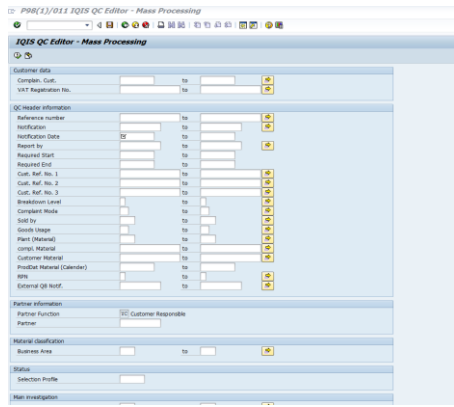 P98(1)/011 IQIS QC Editor - Mass Processing
IQIS QC Editor - Mass Processing
Customer data
Complain. Cust. to
VAT Registration No. to
QC Header information
Reference number to
Notification to
Notification Date to
Report by to
Required Start to
Required End to
Cust. Ref. No. 1 to
Cust. Ref. No. 2 to
Cust. Ref. No. 3 to
Breakdown Level to
Complaint Mode to
Sold by to
Goods Usage to
Plant (Material) to
compl. Material to
Customer Material to
ProdDat Material (Calendar) to
RPN to
External QB Notif. to
Partner information
Partner Function Customer Responsible
Partner
Material classification
Business Area to
Status
Selection Profile
Main investigation